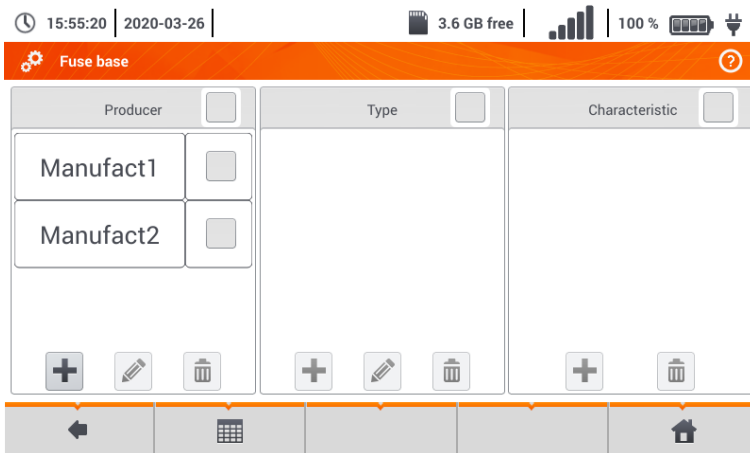 15:55:20 2020-03-26 3.6 GB free 100 %
Fuse base ?
Producer Type Characteristic
Manufact1
Manufact2